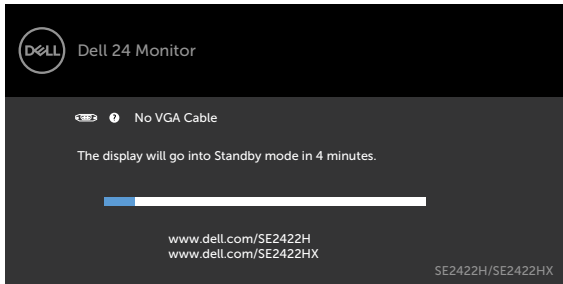 DELL
Dell 24 Monitor
? No VGA Cable
The display will go into Standby mode in 4 minutes.
www.dell.com/SE2422H
www.dell.com/SE2422HX
SE2422H/SE2422HX